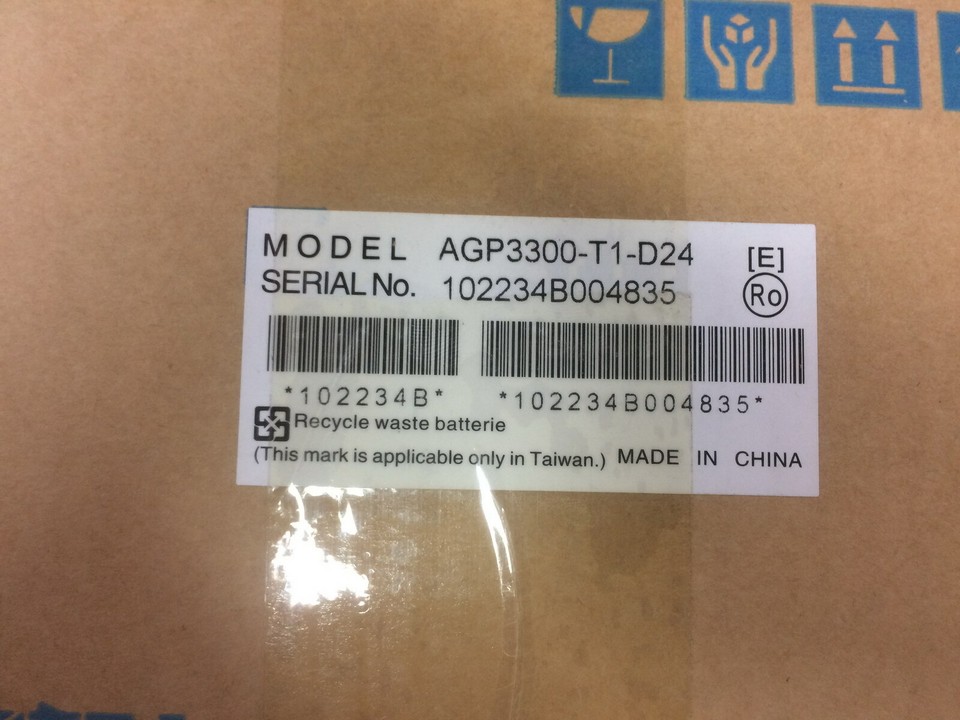 MODEL AGP3300-T1-D24 [E]
SERIAL No. 102234B004835 Ro
*102234B* *102234B004835*
Recycle waste batterie
(This mark is applicable only in Taiwan.) MADE IN CHINA